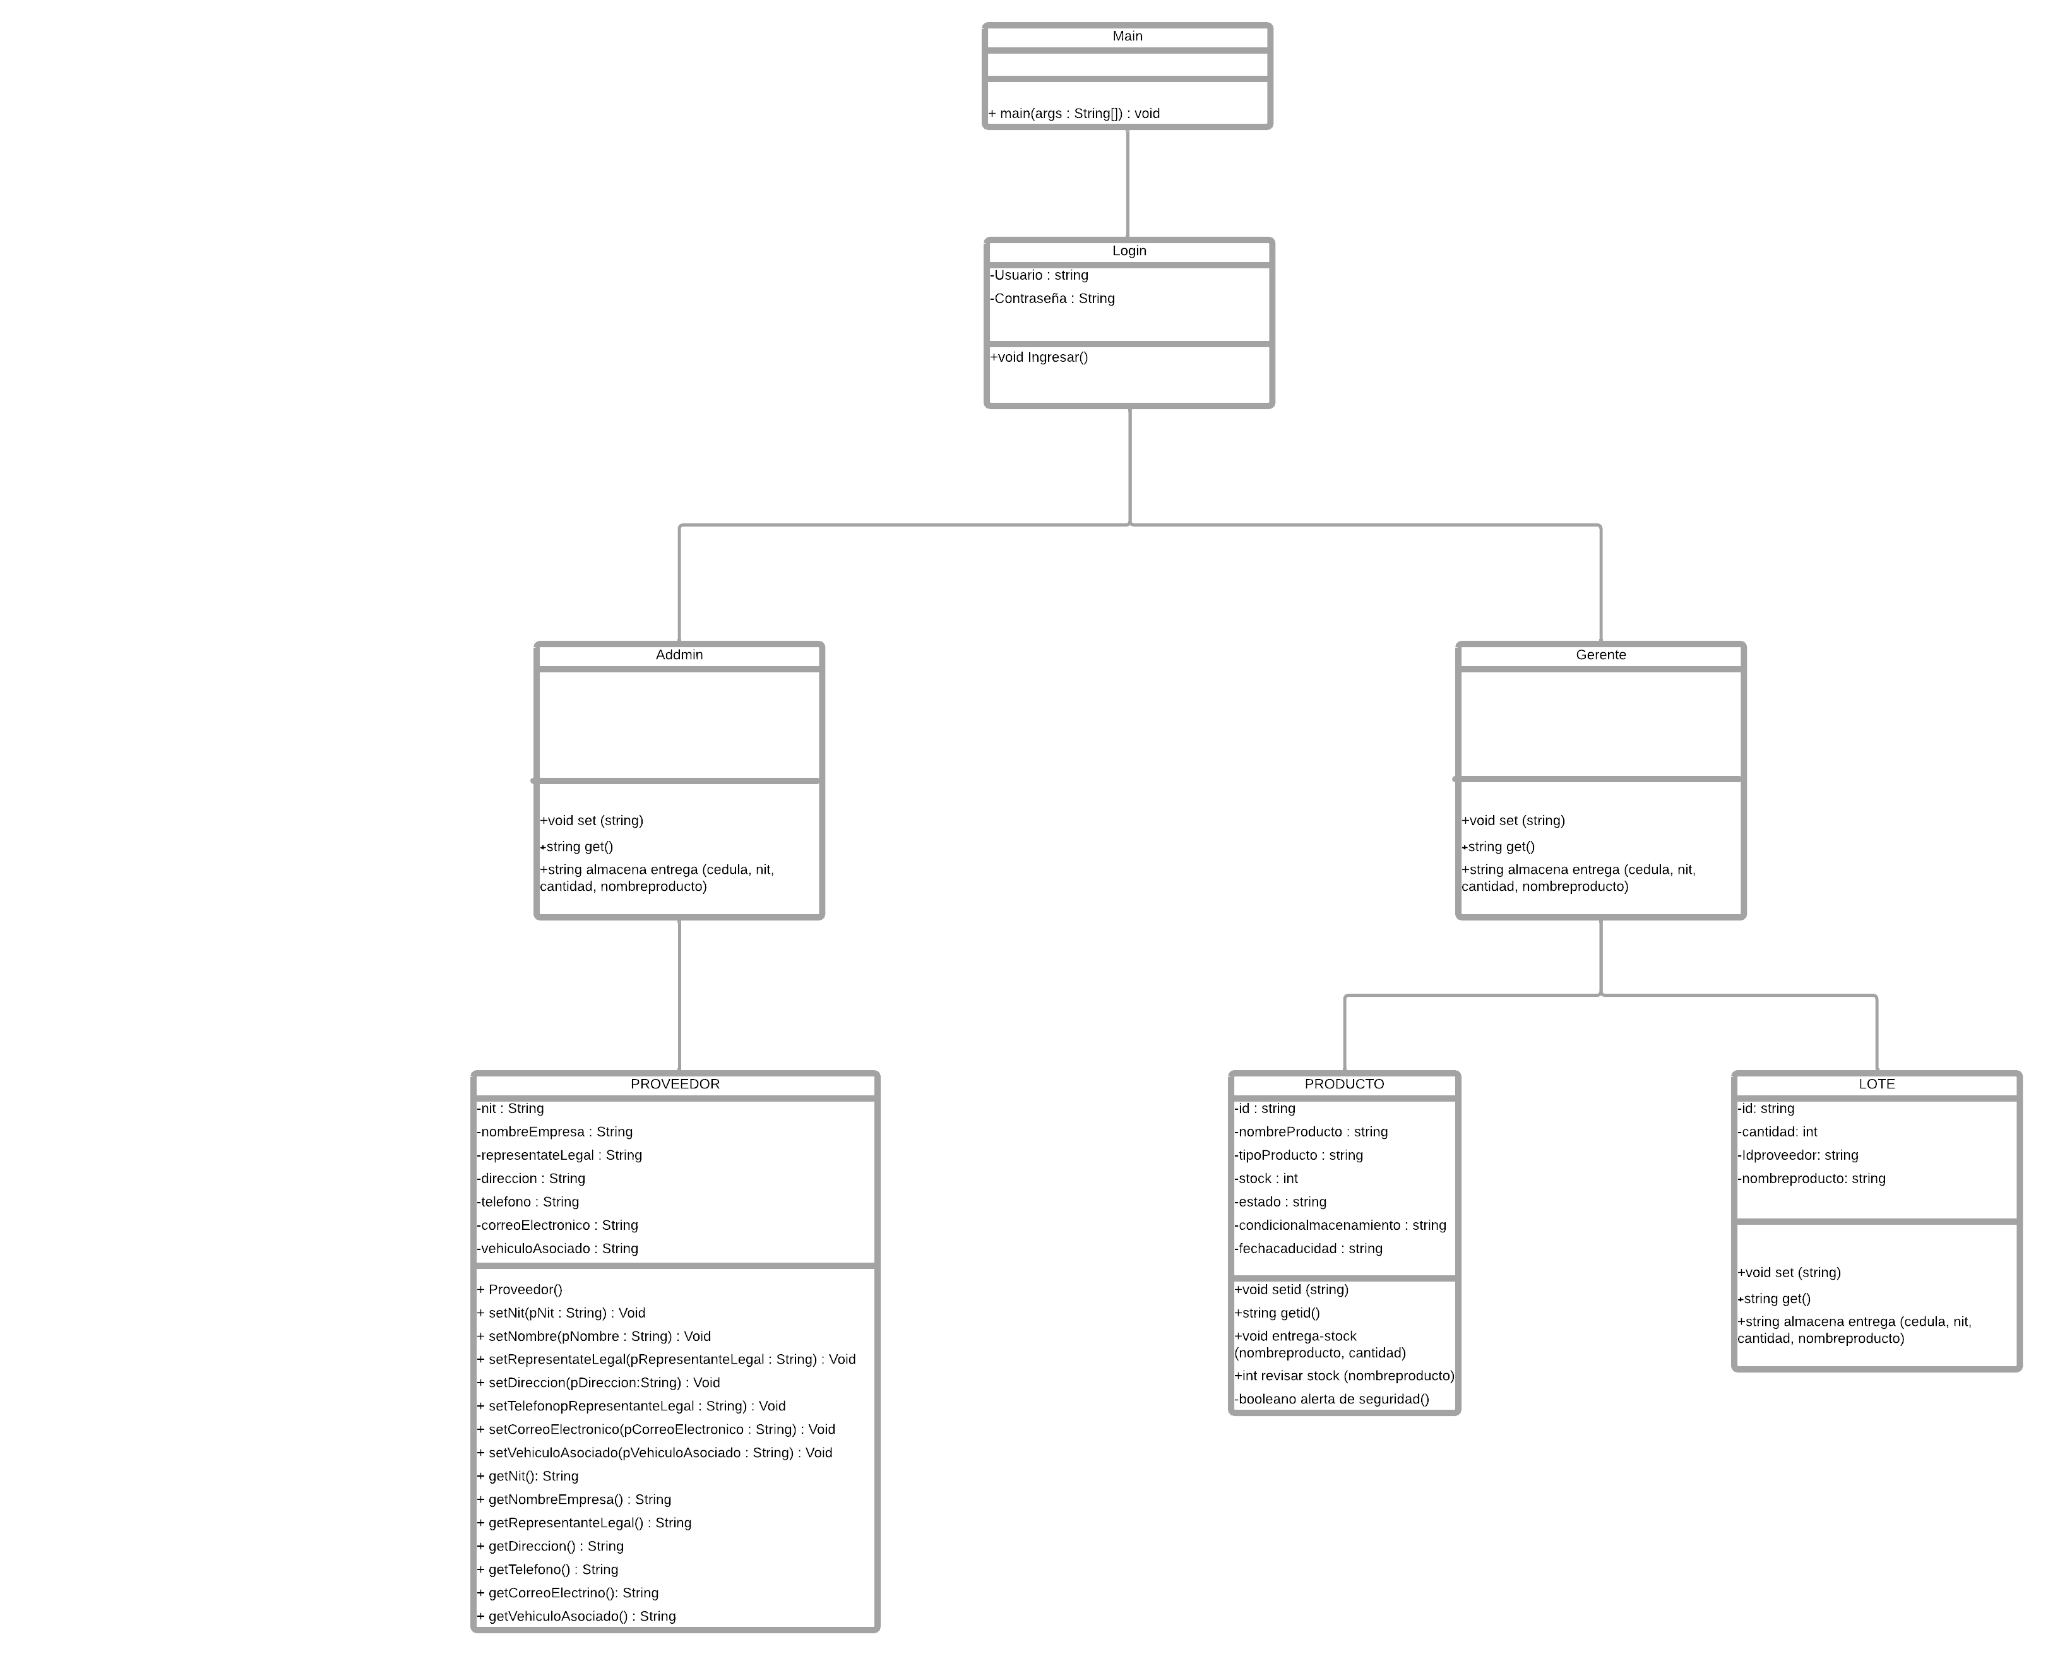 Main
+ main(args : String[]) : void
Login
-Usuario : string
-Contraseña : String
+void Ingresar()
Addmin
+void set (string)
+string get()
+string almacena entrega (cedula, nit,
cantidad, nombreproducto)
Gerente
+void set (string)
+string get()
+string almacena entrega (cedula, nit,
cantidad, nombreproducto)
PROVEEDOR
-nit : String
-nombreEmpresa : String
-representateLegal : String
-direccion : String
-telefono : String
-correoElectronico : String
-vehiculoAsociado : String
+ Proveedor()
+ setNit(pNit : String) : Void
+ setNombre(pNombre : String) : Void
+ setRepresentateLegal(pRepresentanteLegal : String) : Void
+ setDireccion(pDireccion:String) : Void
+ setTelefonopRepresentanteLegal : String) : Void
+ setCorreoElectronico(pCorreoElectronico : String) : Void
+ setVehiculoAsociado(pVehiculoAsociado : String) : Void
+ getNit(): String
+ getNombreEmpresa() : String
+ getRepresentanteLegal() : String
+ getDireccion() : String
+ getTelefono() : String
+ getCorreoElectrino(): String
+ getVehiculoAsociado() : String
PRODUCTO
-id : string
-nombreProducto : string
-tipoProducto : string
-stock : int
-estado : string
-condicionalmacenamiento : string
-fechacaducidad : string
+void setid (string)
+string getid()
+void entrega-stock
(nombreproducto, cantidad)
+int revisar stock (nombreproducto)
-booleano alerta de seguridad()
LOTE
-id: string
-cantidad: int
-Idproveedor: string
-nombreproducto: string
+void set (string)
+string get()
+string almacena entrega (cedula, nit,
cantidad, nombreproducto)